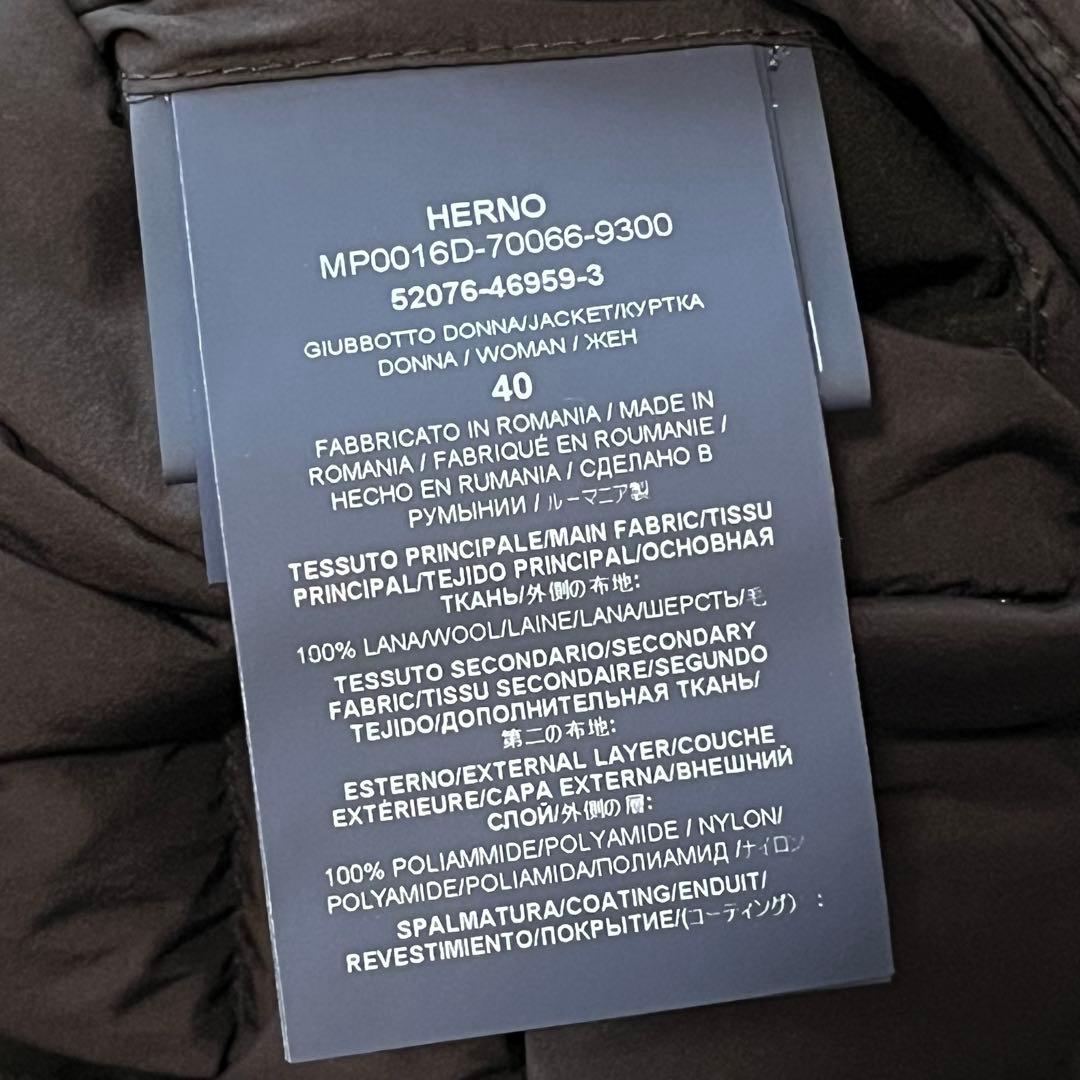 HERNO
MP0016D-70066-9300
52076-46959-3
GIUBBOTTO DONNA/JACKET/КУРТКА
DONNA / WOMAN / ЖЕН
40
FABBRICATO IN ROMANIA / MADE IN
ROMANIA / FABRIQUÉ EN ROUMANIE /
HECHO EN RUMANIA / СДЕЛАНО В
РУМЫНИИ / ルーマニア製
TESSUTO PRINCIPALE/MAIN FABRIC/TISSU
PRINCIPAL/TEJIDO PRINCIPAL/ОСНОВНАЯ
ТКАНЬ/外側の布地:
100% LANA/WOOL/LAINE/LANA/ШЕРСТЬ/毛
TESSUTO SECONDARIO/SECONDARY
FABRIC/TISSU SECONDAIRE/SEGUNDO
TEJIDO/ДОПОЛНИТЕЛЬНАЯ ТКАНЬ/
第二の布地:
ESTERNO/EXTERNAL LAYER/COUCHE
EXTÉRIEURE/CAPA EXTERNA/ВНЕШНИЙ
СЛОЙ/外側の層:
100% POLIAMMIDE/POLYAMIDE / NYLON/
POLYAMIDE/POLIAMIDA/ПОЛИАМИД /ナイロン
SPALMATURA/COATING/ENDUIT/
REVESTIMIENTO/ПОКРЫТИЕ/(コーティング) :